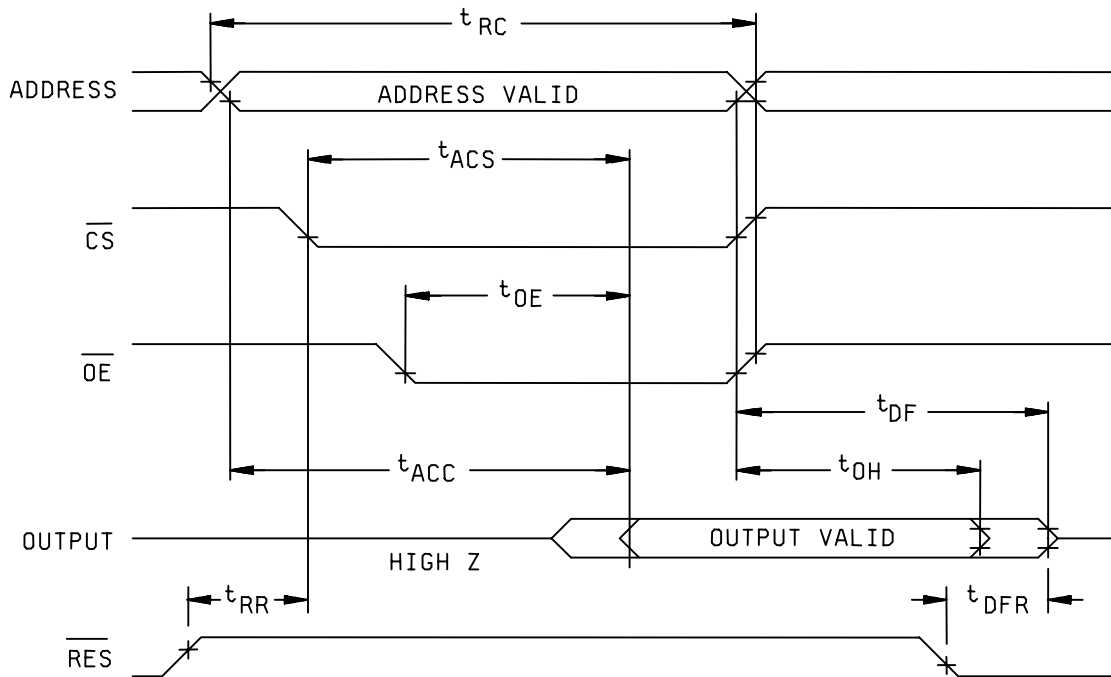 tRC
ADDRESS
ADDRESS VALID
tACS
CS
tOE
OE
tDF
tACC
tOH
OUTPUT
OUTPUT VALID
HIGH Z
tRR
tDFR
RES